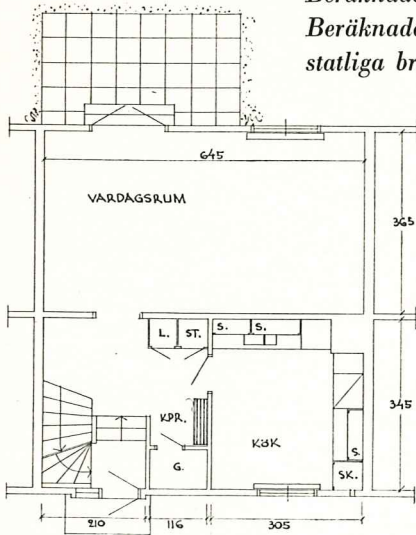 Beräknade
statliga br
645
VARDAGSRUM
365
L.
ST.
S.
S.
345
KPR.
KÖK
S.
G.
SK.
210
116
305